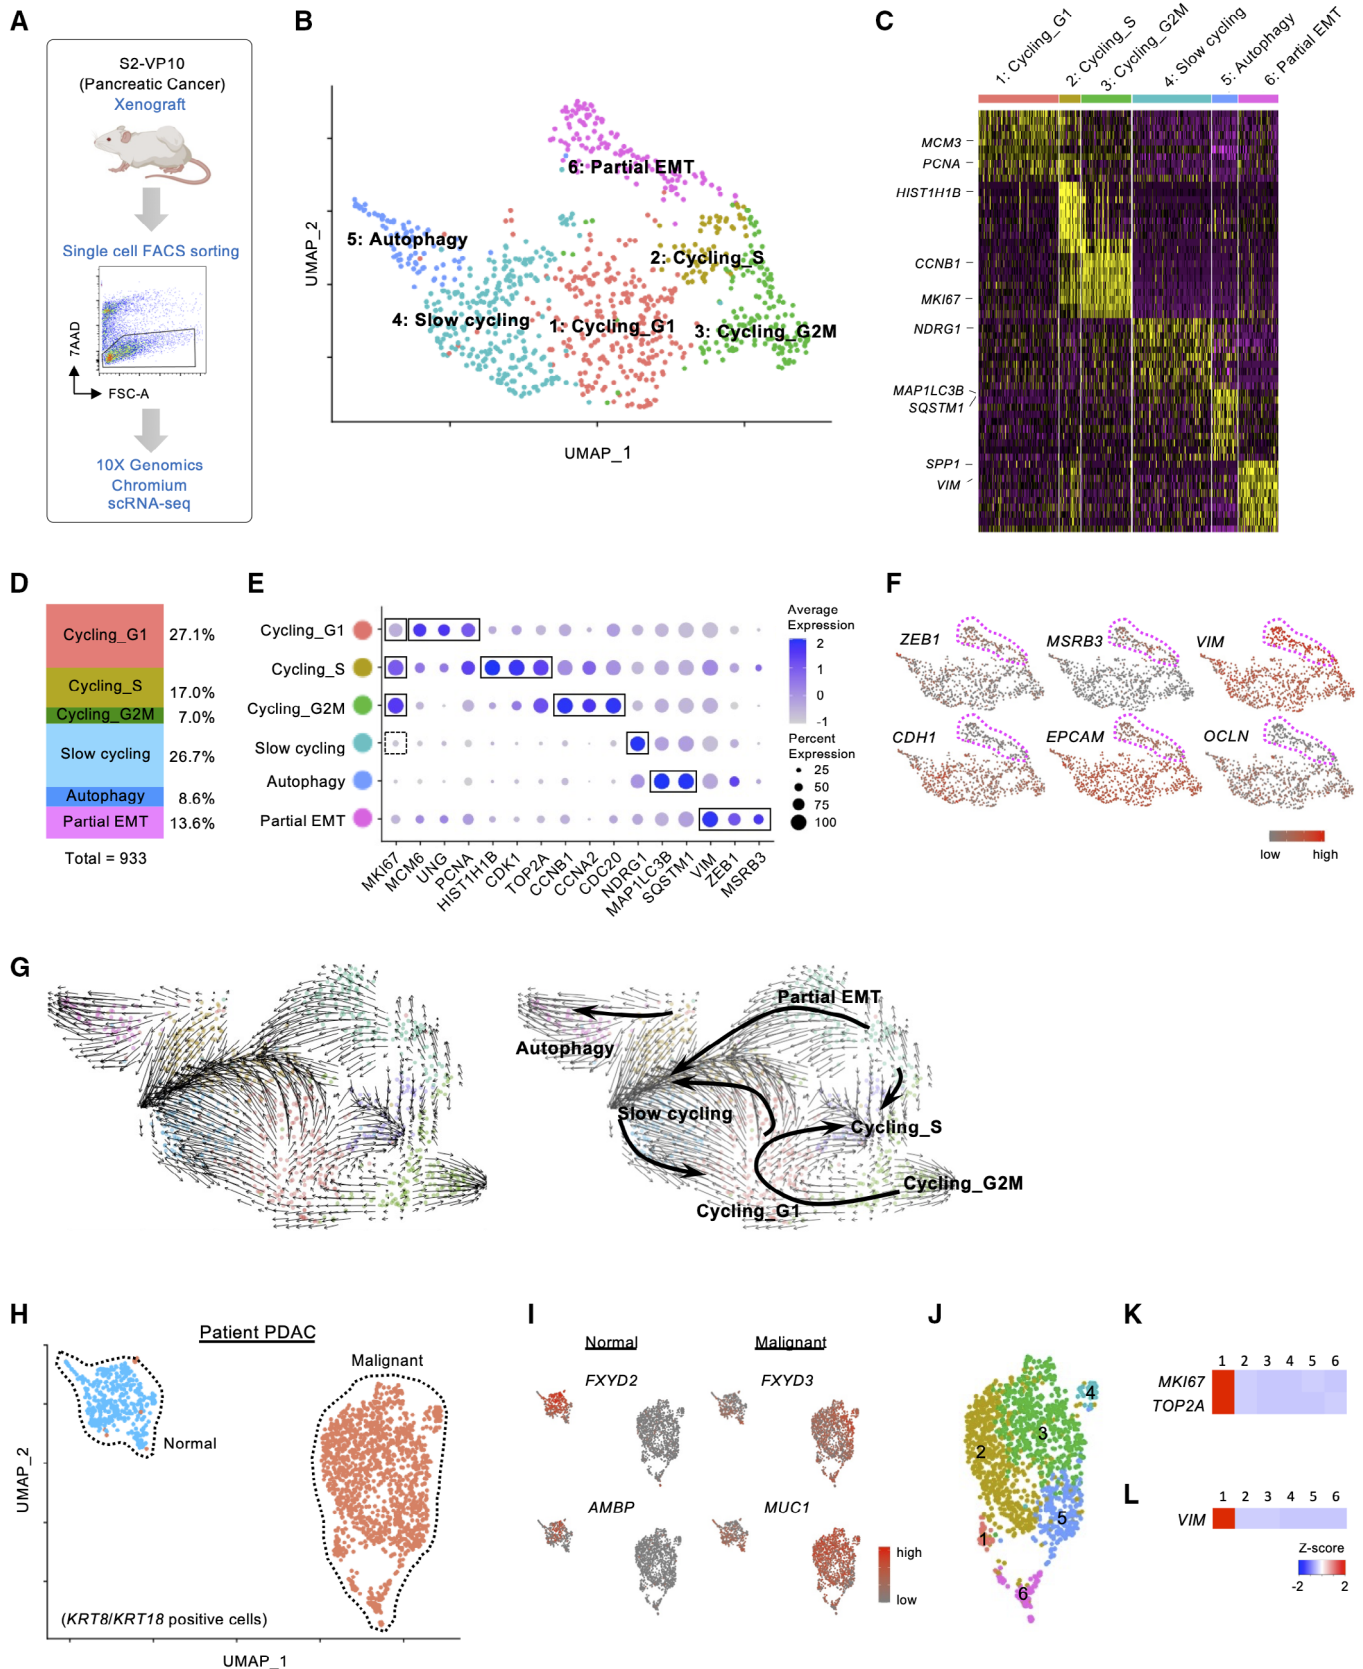 A
S2-VP10
(Pancreatic Cancer)
Xenograft
Single cell FACS sorting
7AAD
FSC-A
10X Genomics
Chromium
scRNA-seq
B
6: Partial EMT
5: Autophagy
2: Cycling_S
4: Slow cycling
1: Cycling_G1
3: Cycling_G2M
UMAP_2
UMAP_1
C
1: Cycling_G1
2: Cycling_S
3: Cycling_G2M
4: Slow cycling
5: Autophagy
6: Partial EMT
MCM3
PCNA
HIST1H1B
CCNB1
MKI67
NDRG1
MAP1LC3B
SQSTM1
SPP1
VIM
D
Cycling_G1 27.1%
Cycling_S 17.0%
Cycling_G2M 7.0%
Slow cycling 26.7%
Autophagy 8.6%
Partial EMT 13.6%
Total = 933
E
Cycling_G1
Cycling_S
Cycling_G2M
Slow cycling
Autophagy
Partial EMT
MKI67
MCM6
UNG
PCNA
HIST1H1B
CDK1
TOP2A
CCNB1
CCNA2
CDC20
NDRG1
MAP1LC3B
SQSTM1
VIM
ZEB1
MSRB3
Average
Expression
2
1
0
-1
Percent
Expression
25
50
75
100
F
ZEB1
MSRB3
VIM
CDH1
EPCAM
OCLN
low high
G
Partial EMT
Autophagy
Slow cycling
Cycling_S
Cycling_G2M
Cycling_G1
H
Patient PDAC
Malignant
Normal
(KRT8/KRT18 positive cells)
UMAP_2
UMAP_1
I
Normal
Malignant
FXYD2
FXYD3
AMBP
MUC1
high
low
J
4
3
2
5
1
6
K
1 2 3 4 5 6
MKI67
TOP2A
L
1 2 3 4 5 6
VIM
Z-score
-2 2